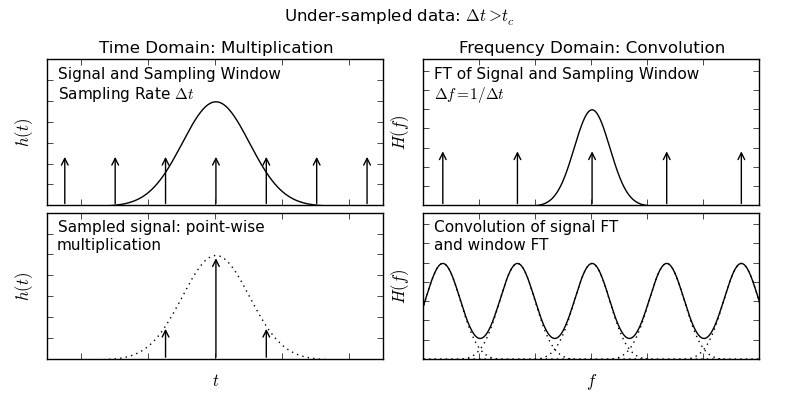 Under-sampled data: Δt > t_c
Time Domain: Multiplication
Frequency Domain: Convolution
Signal and Sampling Window
Sampling Rate Δt
h(t)
FT of Signal and Sampling Window
Δf = 1/Δt
H(f)
Sampled signal: point-wise
multiplication
h(t)
t
Convolution of signal FT
and window FT
H(f)
f